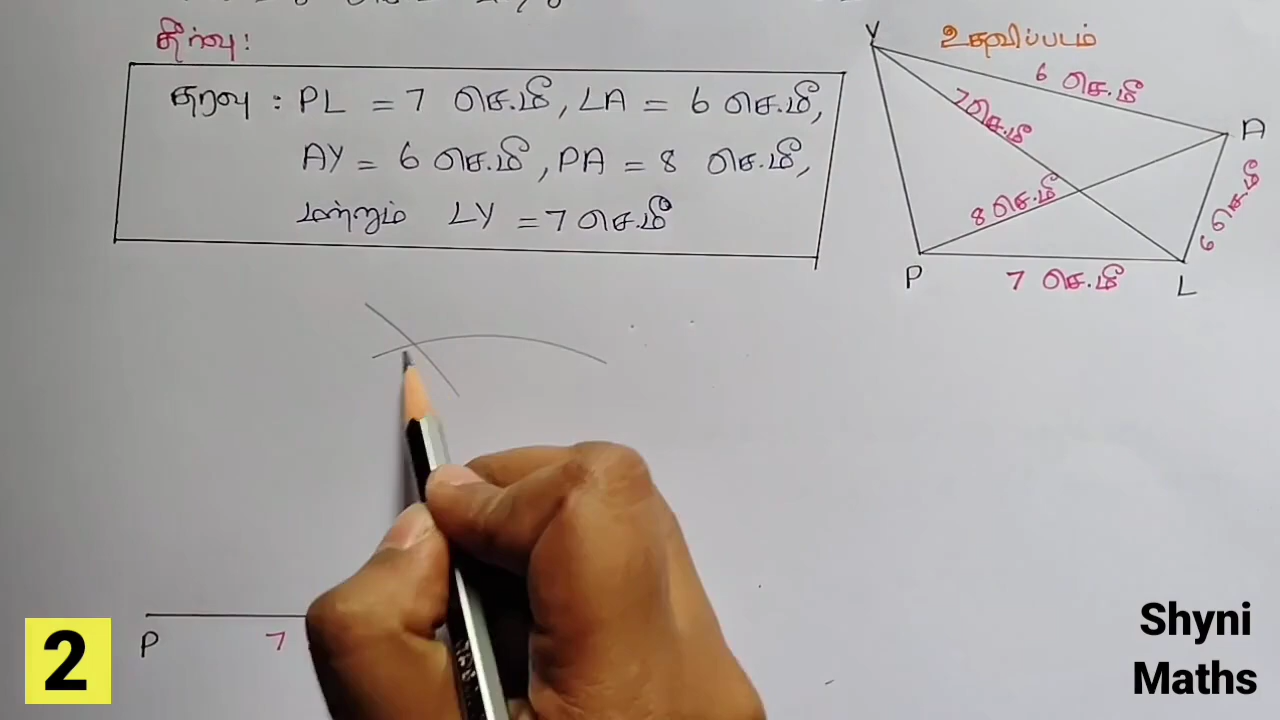 தீர்வு :
தரவு : PL = 7 செ.மீ, LA = 6 செ.மீ,
AY = 6 செ.மீ, PA = 8 செ.மீ,
மற்றும் LY = 7 செ.மீ
உதவிப்படம்
Y
6 செ.மீ
7 செ.மீ
A
8 செ.மீ
6 செ.மீ
P
7 செ.மீ
L
P
7
2
Shyni
Maths